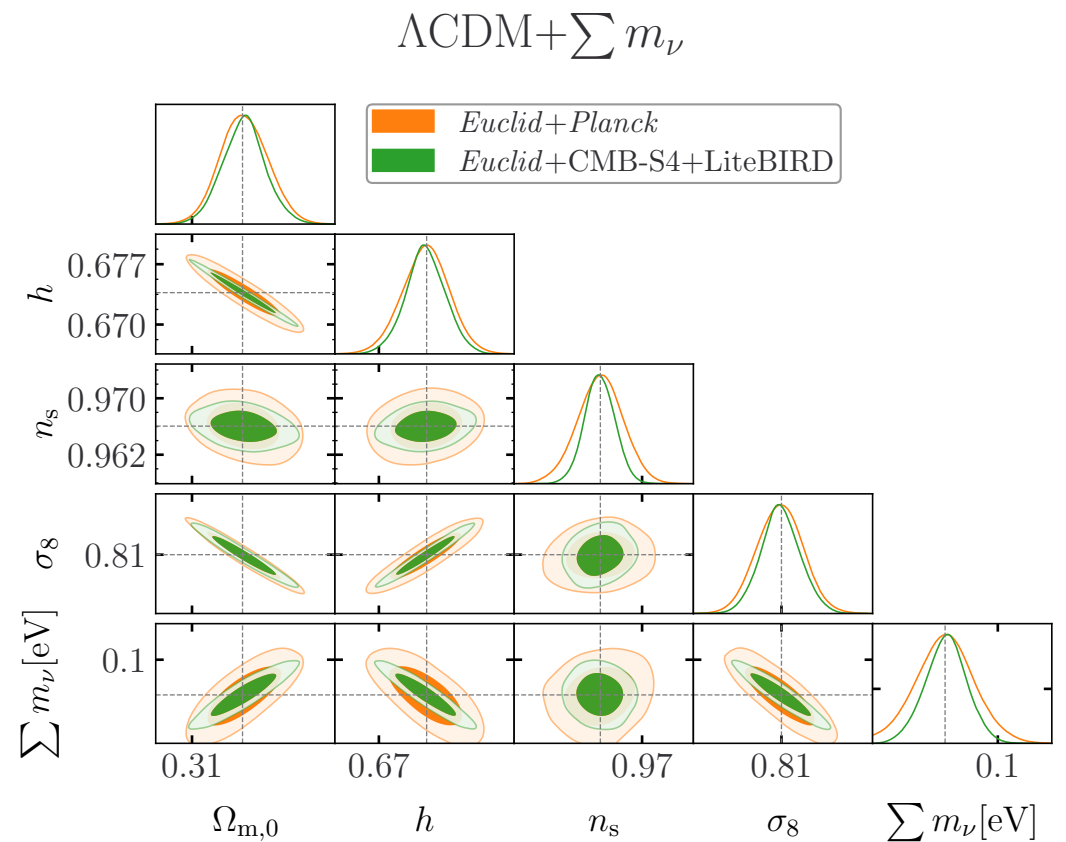 ΛCDM+∑ mν
Euclid+Planck
Euclid+CMB-S4+LiteBIRD
h
0.677
0.670
ns
0.970
0.962
σ8
0.81
∑ mν[eV]
0.1
0.31
0.67
0.97
0.81
0.1
Ωm,0
h
ns
σ8
∑ mν[eV]